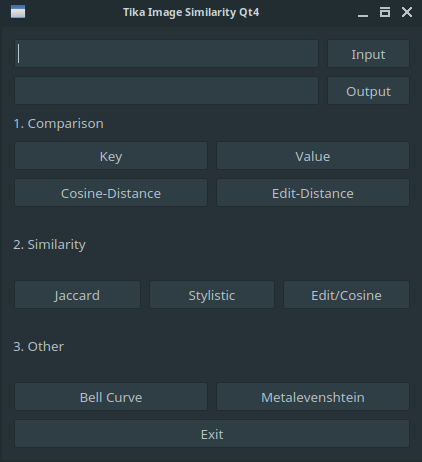 Tika Image Similarity Qt4
Input
Output
1. Comparison
Key Value
Cosine-Distance Edit-Distance
2. Similarity
Jaccard Stylistic Edit/Cosine
3. Other
Bell Curve Metalevenshtein
Exit